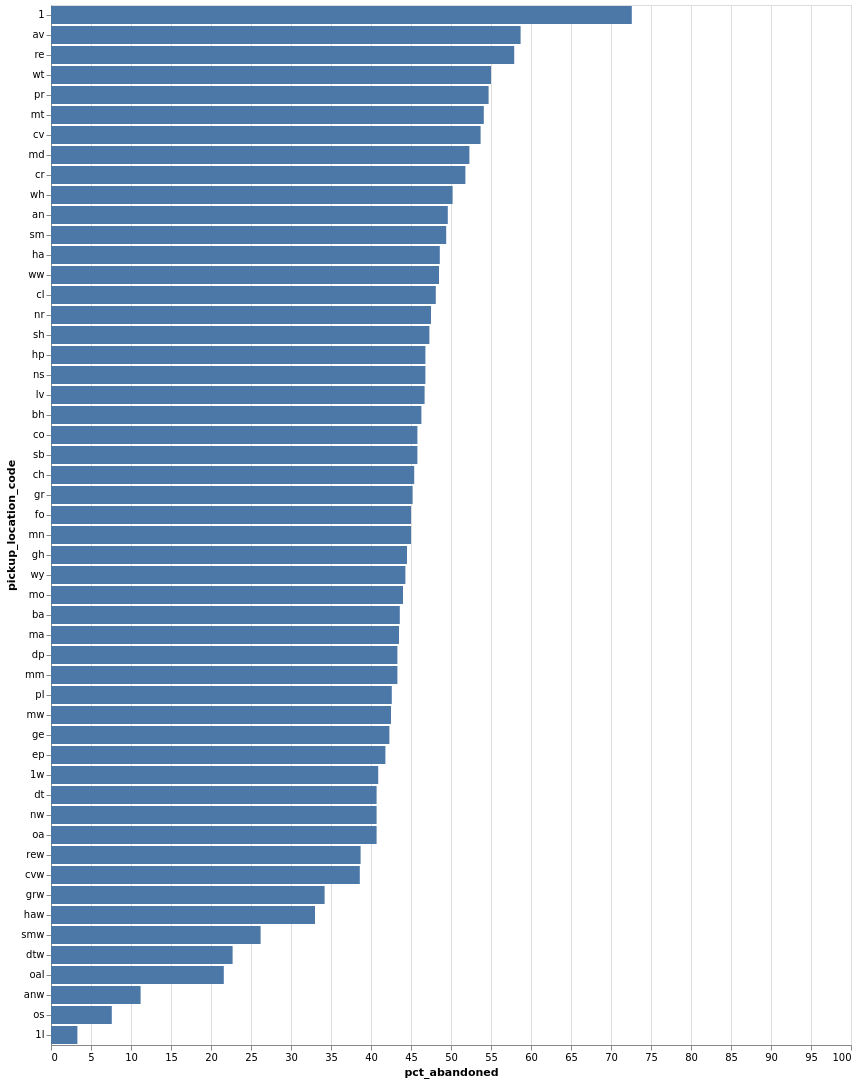 1
av
re
wt
pr
mt
cv
md
cr
wh
an
sm
ha
ww
cl
nr
sh
hp
ns
lv
bh
co
sb
ch
gr
fo
mn
gh
wy
mo
ba
ma
dp
mm
pl
mw
ge
ep
1w
dt
nw
oa
rew
cvw
grw
haw
smw
dtw
oal
anw
os
1l
pickup_location_code
0 5 10 15 20 25 30 35 40 45 50 55 60 65 70 75 80 85 90 95 100
pct_abandoned